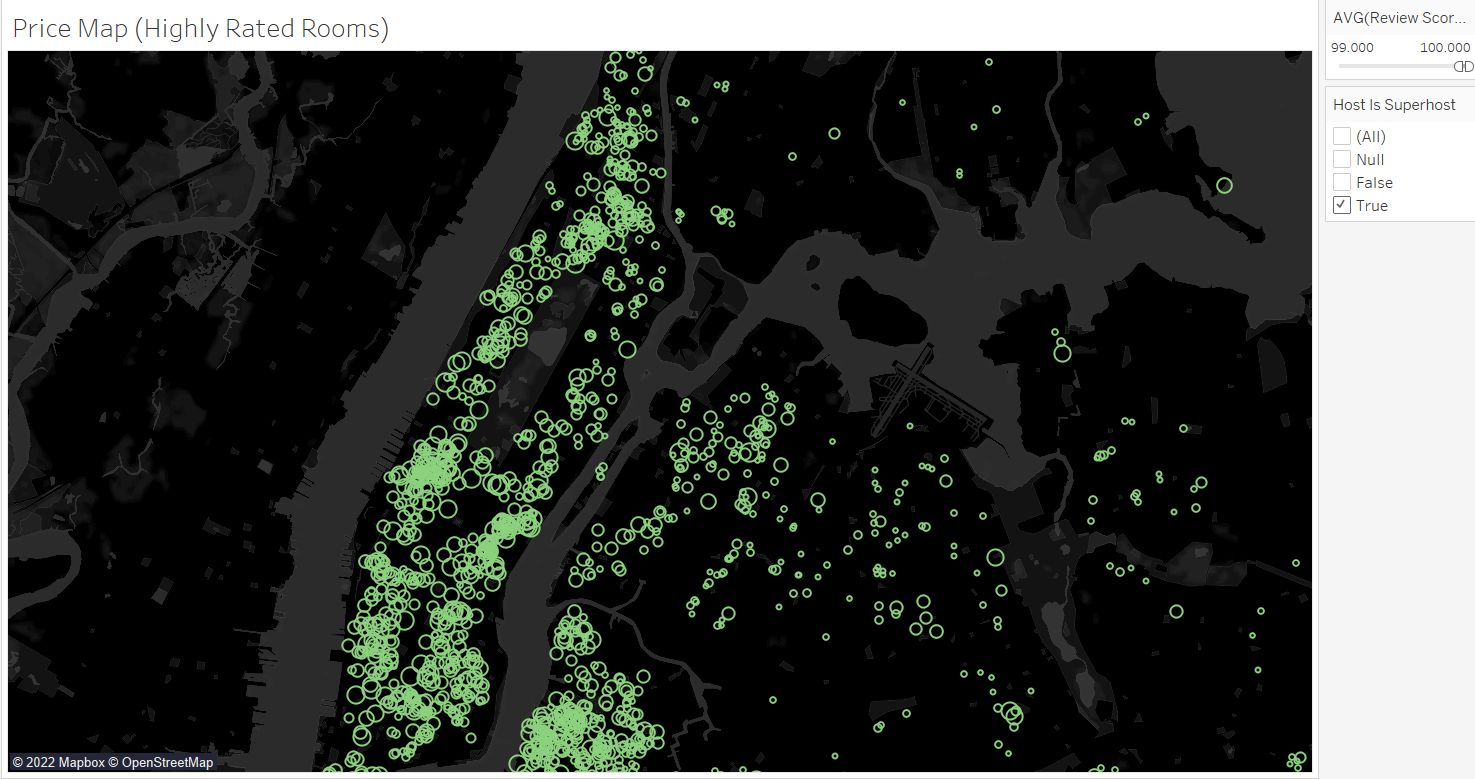 Price Map (Highly Rated Rooms)
© 2022 Mapbox © OpenStreetMap
AVG(Review Scor...
99.000 100.000
Host Is Superhost
(All)
Null
False
True